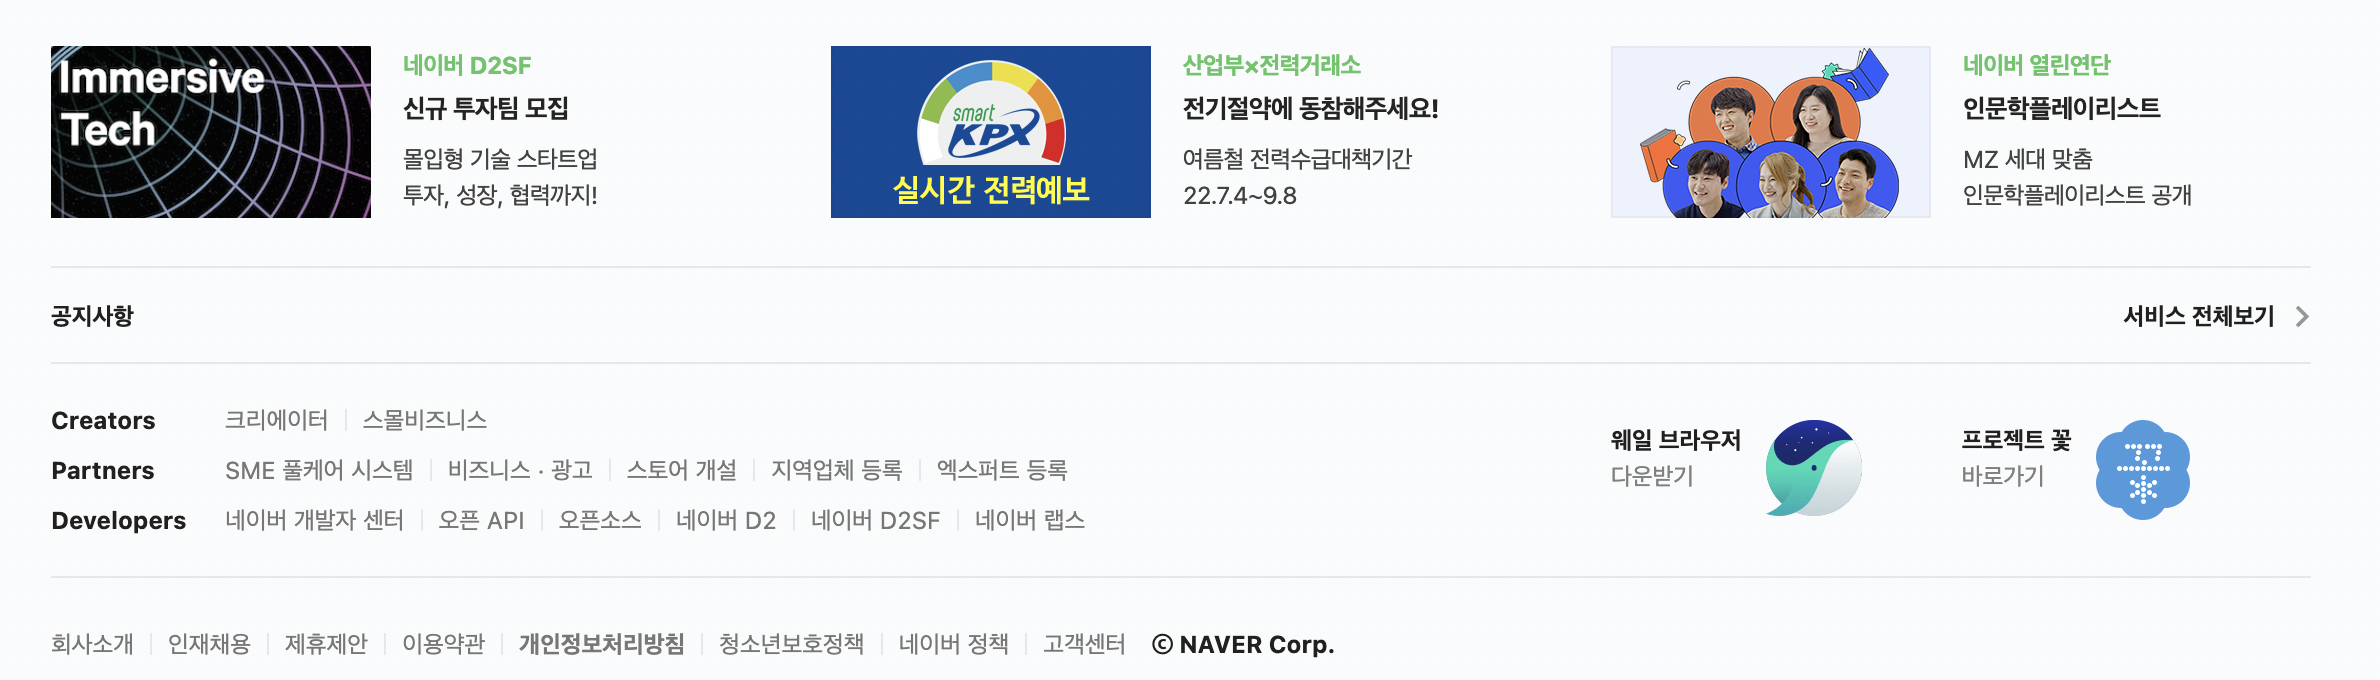 Immersive
Tech
네이버 D2SF
신규 투자팀 모집
몰입형 기술 스타트업
투자, 성장, 협력까지!
smart
KPX
실시간 전력예보
산업부×전력거래소
전기절약에 동참해주세요!
여름철 전력수급대책기간
22.7.4~9.8
네이버 열린연단
인문학플레이리스트
MZ 세대 맞춤
인문학플레이리스트 공개
공지사항
서비스 전체보기
Creators 크리에이터 스몰비즈니스
Partners SME 풀케어 시스템 비즈니스 · 광고 스토어 개설 지역업체 등록 엑스퍼트 등록
Developers 네이버 개발자 센터 오픈 API 오픈소스 네이버 D2 네이버 D2SF 네이버 랩스
웨일 브라우저
다운받기
프로젝트 꽃
바로가기
꽃
회사소개 인재채용 제휴제안 이용약관 개인정보처리방침 청소년보호정책 네이버 정책 고객센터 © NAVER Corp.